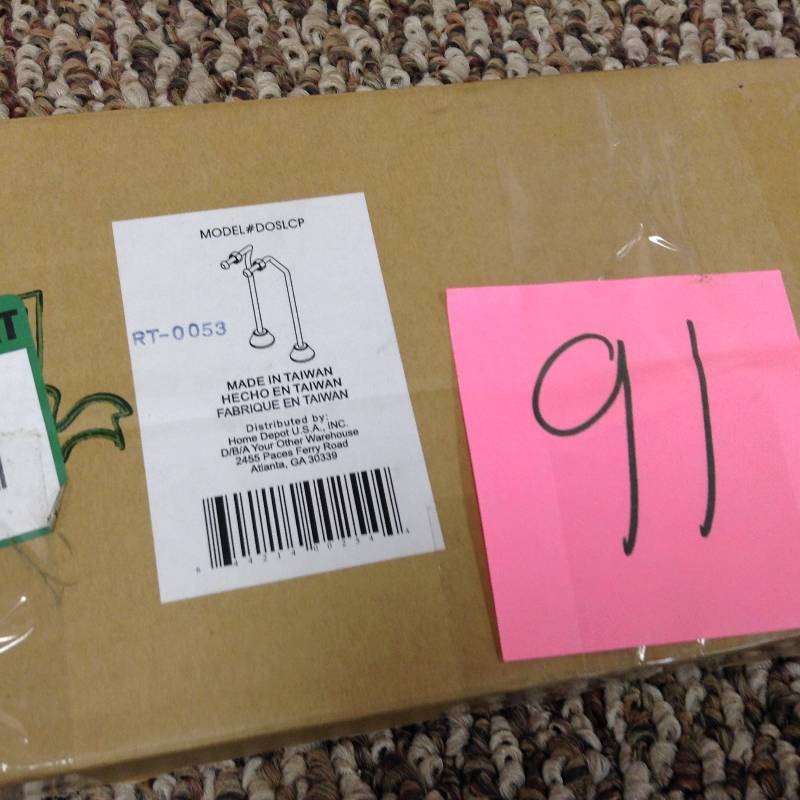 MODEL#DOSLCP
RT-0053
MADE IN TAIWAN
HECHO EN TAIWAN
FABRIQUE EN TAIWAN
Distributed by:
Home Depot U.S.A., INC.
D/B/A Your Other Warehouse
2455 Paces Ferry Road
Atlanta, GA 30339
91